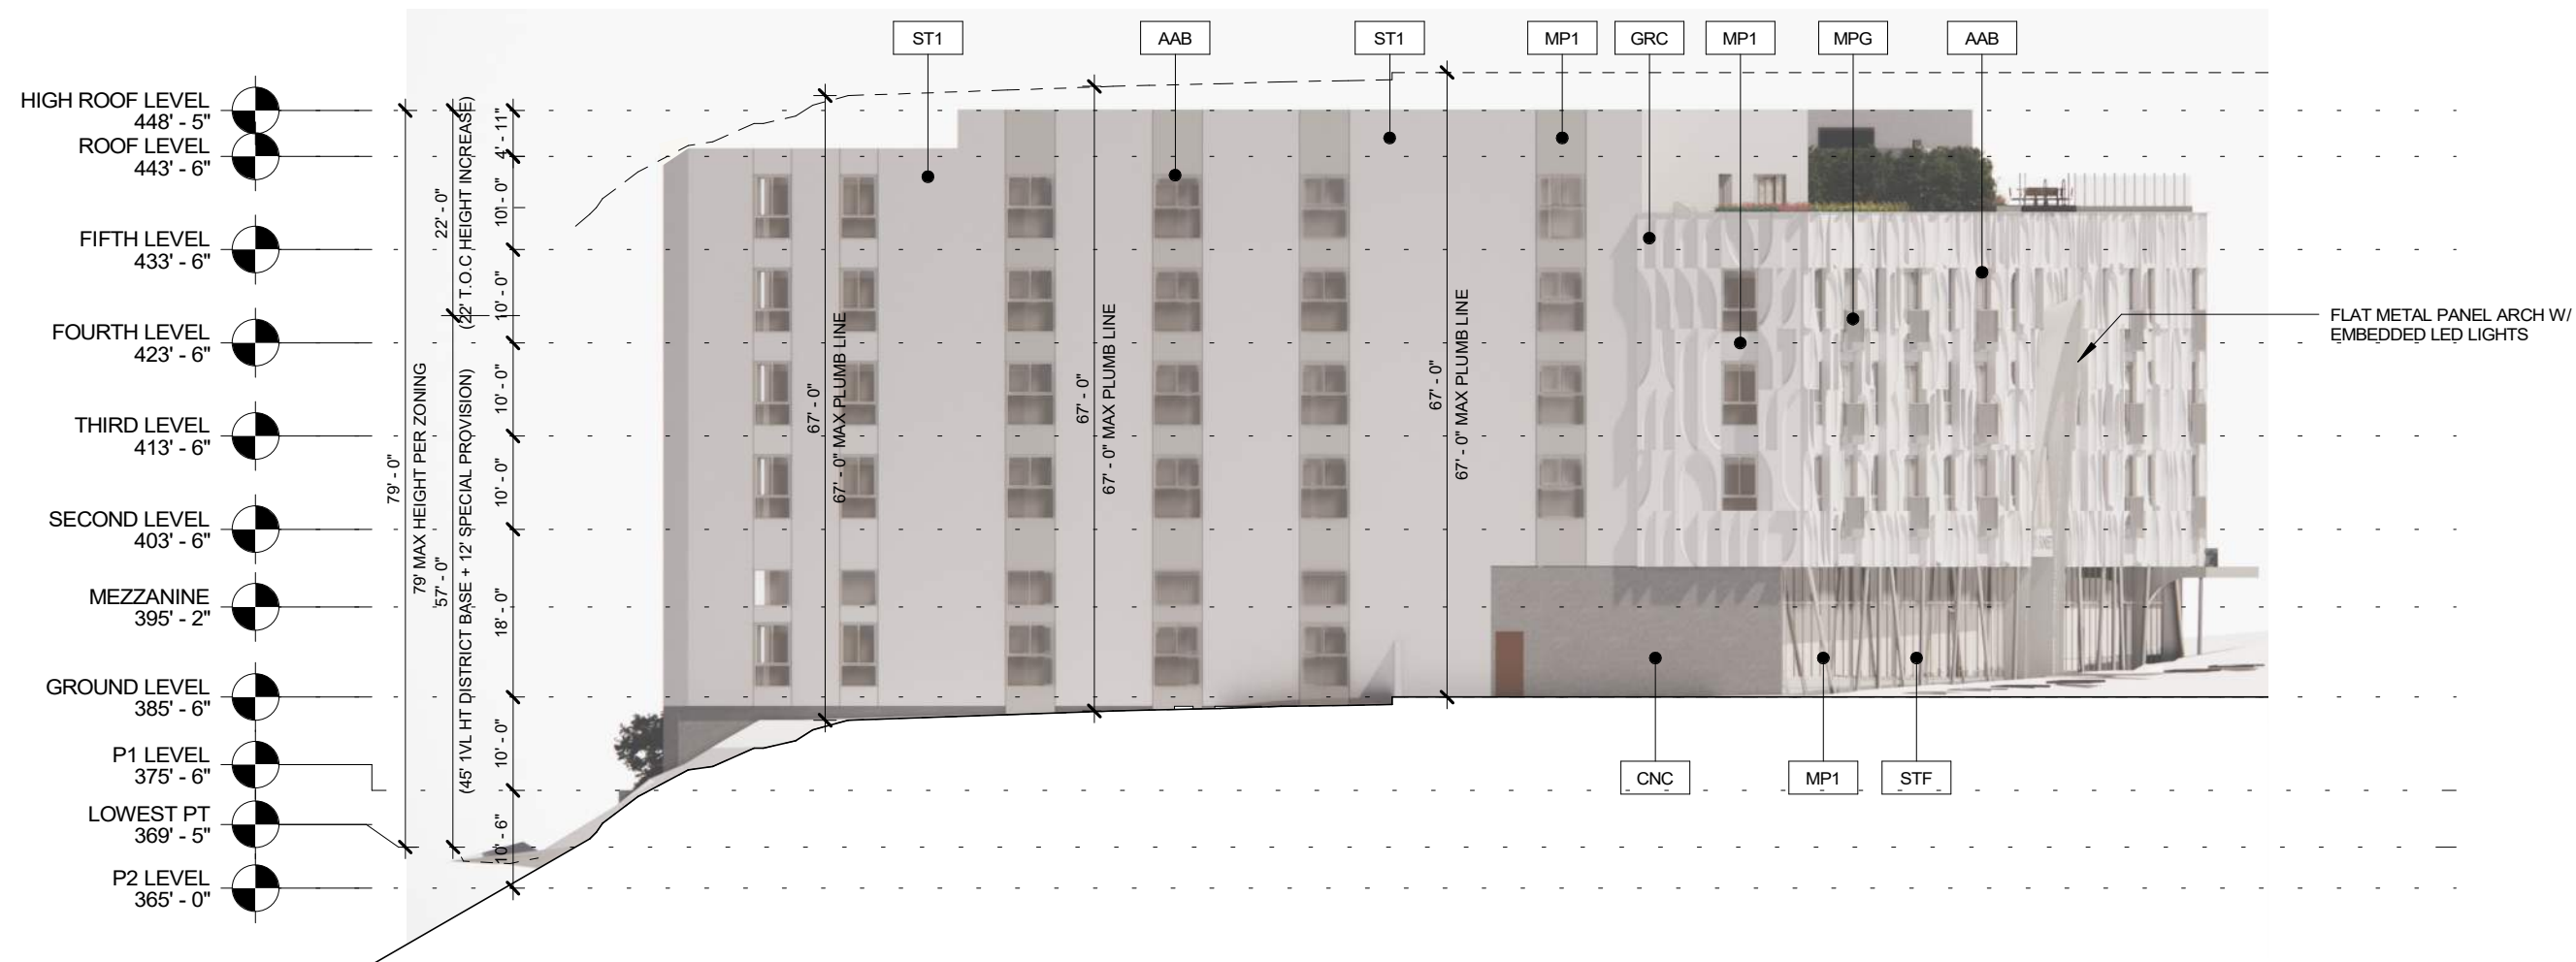 ST1
AAB
ST1
MP1
GRC
MP1
MPG
AAB
HIGH ROOF LEVEL
448' - 5"
ROOF LEVEL
443' - 6"
FIFTH LEVEL
433' - 6"
FOURTH LEVEL
423' - 6"
THIRD LEVEL
413' - 6"
SECOND LEVEL
403' - 6"
MEZZANINE
395' - 2"
GROUND LEVEL
385' - 6"
P1 LEVEL
375' - 6"
LOWEST PT
369' - 5"
P2 LEVEL
365' - 0"
79' - 0"
79' MAX HEIGHT PER ZONING
22' - 0"
(22' T.O.C HEIGHT INCREASE)
57' - 0"
(45' 1VL HT DISTRICT BASE + 12' SPECIAL PROVISION)
4' - 11"
10' - 0"
10' - 0"
10' - 0"
10' - 0"
18' - 0"
10' - 0"
10' - 6"
67' - 0"
67' - 0" MAX PLUMB LINE
67' - 0"
67' - 0" MAX PLUMB LINE
67' - 0"
67' - 0" MAX PLUMB LINE
FLAT METAL PANEL ARCH W/
EMBEDDED LED LIGHTS
CNC
MP1
STF